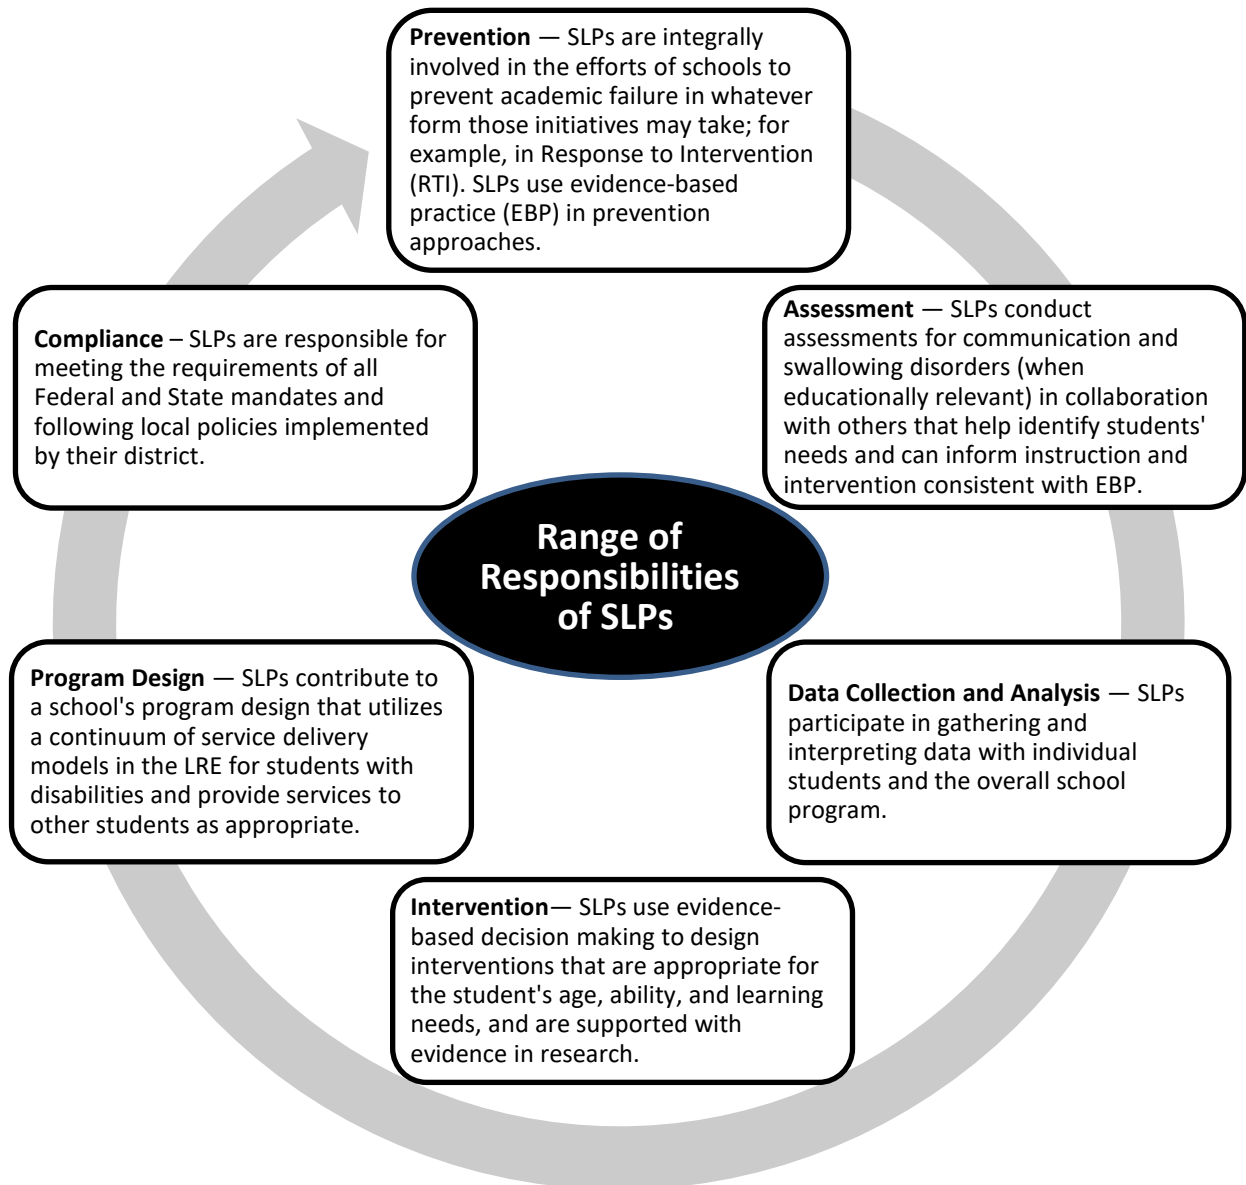 Prevention — SLPs are integrally
involved in the efforts of schools to
prevent academic failure in whatever
form those initiatives may take; for
example, in Response to Intervention
(RTI). SLPs use evidence-based
practice (EBP) in prevention
approaches.
Assessment — SLPs conduct
assessments for communication and
swallowing disorders (when
educationally relevant) in collaboration
with others that help identify students'
needs and can inform instruction and
intervention consistent with EBP.
Data Collection and Analysis — SLPs
participate in gathering and
interpreting data with individual
students and the overall school
program.
Intervention— SLPs use evidence-
based decision making to design
interventions that are appropriate for
the student's age, ability, and learning
needs, and are supported with
evidence in research.
Program Design — SLPs contribute to
a school's program design that utilizes
a continuum of service delivery
models in the LRE for students with
disabilities and provide services to
other students as appropriate.
Compliance – SLPs are responsible for
meeting the requirements of all
Federal and State mandates and
following local policies implemented
by their district.
Range of
Responsibilities
of SLPs